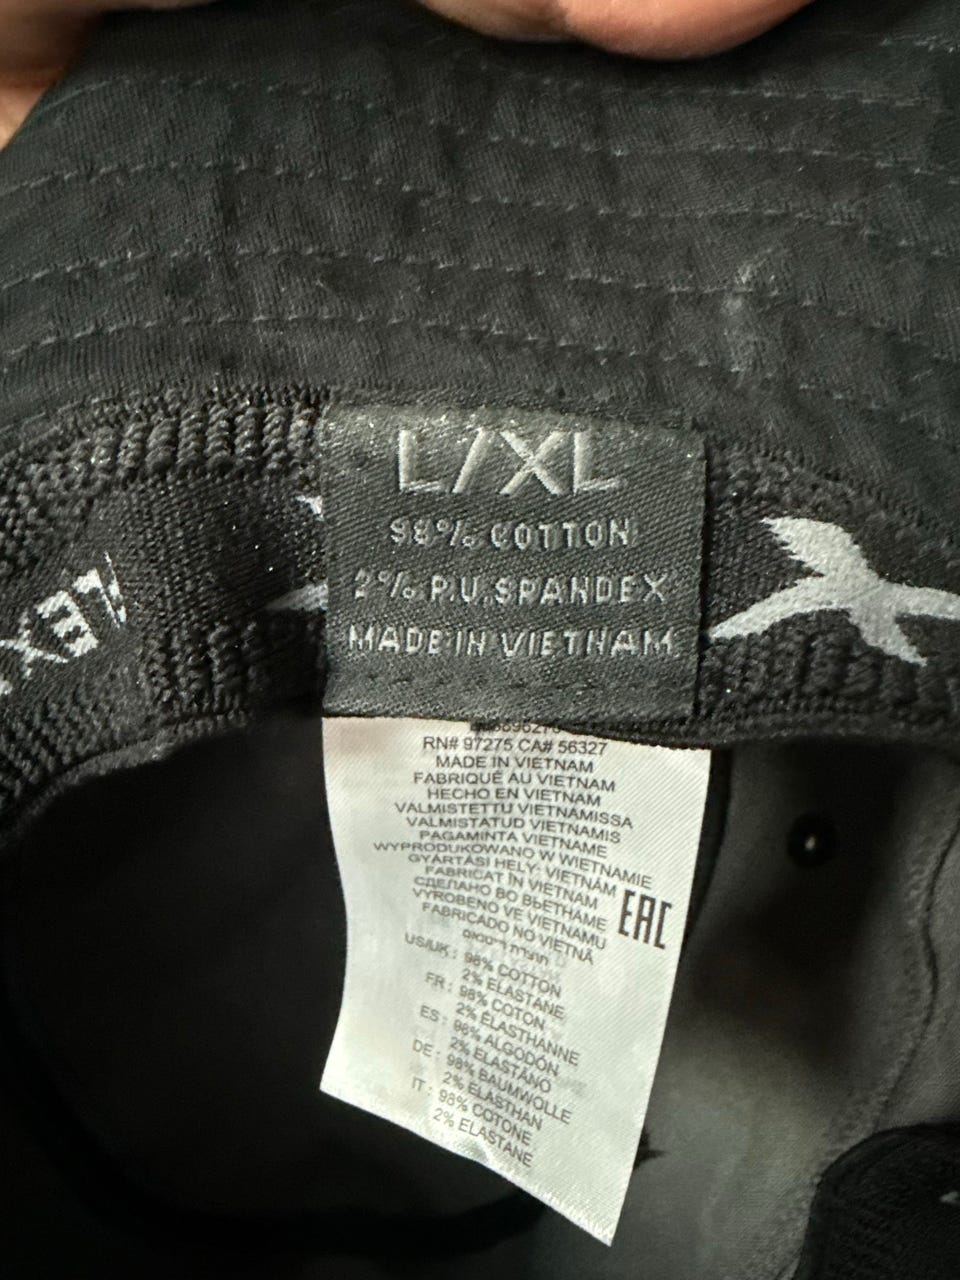 L/XL
98% COTTON
2% P.U.SPANDEX
MADE IN VIETNAM
RN# 97275 CA# 56327
MADE IN VIETNAM
FABRIQUÉ AU VIETNAM
HECHO EN VIETNAM
VALMISTETTU VIETNAMISSA
VALMISTATUD VIETNAMIS
PAGAMINTA VIETNAME
WYPRODUKOWANO W WIETNAMIE
GYÁRTÁSI HELY: VIETNÁM
FABRICAT ÎN VIETNAM
СДЕЛАНО ВО ВЬЕТНАМЕ
VYROBENO VE VIETNAMU
FABRICADO NO VIETNÃ
EAC
US/UK: 98% COTTON
2% ELASTANE
FR: 98% COTON
2% ÉLASTHANNE
ES: 98% ALGODÓN
2% ELASTANO
DE: 98% BAUMWOLLE
2% ELASTHAN
IT: 98% COTONE
2% ELASTANE